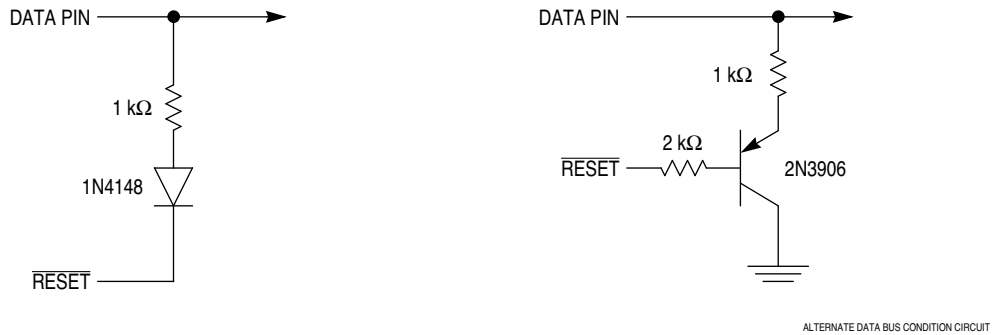 DATA PIN
1 kΩ
1N4148
RESET
DATA PIN
1 kΩ
2 kΩ
RESET
2N3906
ALTERNATE DATA BUS CONDITION CIRCUIT